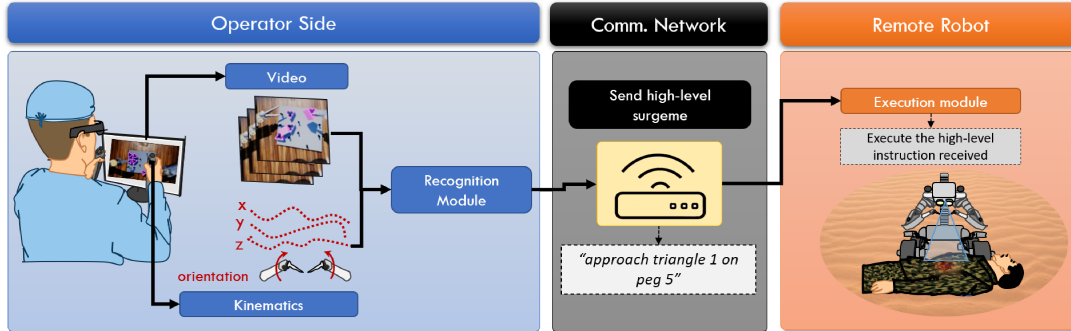 Operator Side
Comm. Network
Remote Robot
Video
x
y
z
orientation
Kinematics
Recognition
Module
Send high-level
surgeme
“approach triangle 1 on
peg 5”
Execution module
Execute the high-level
instruction received